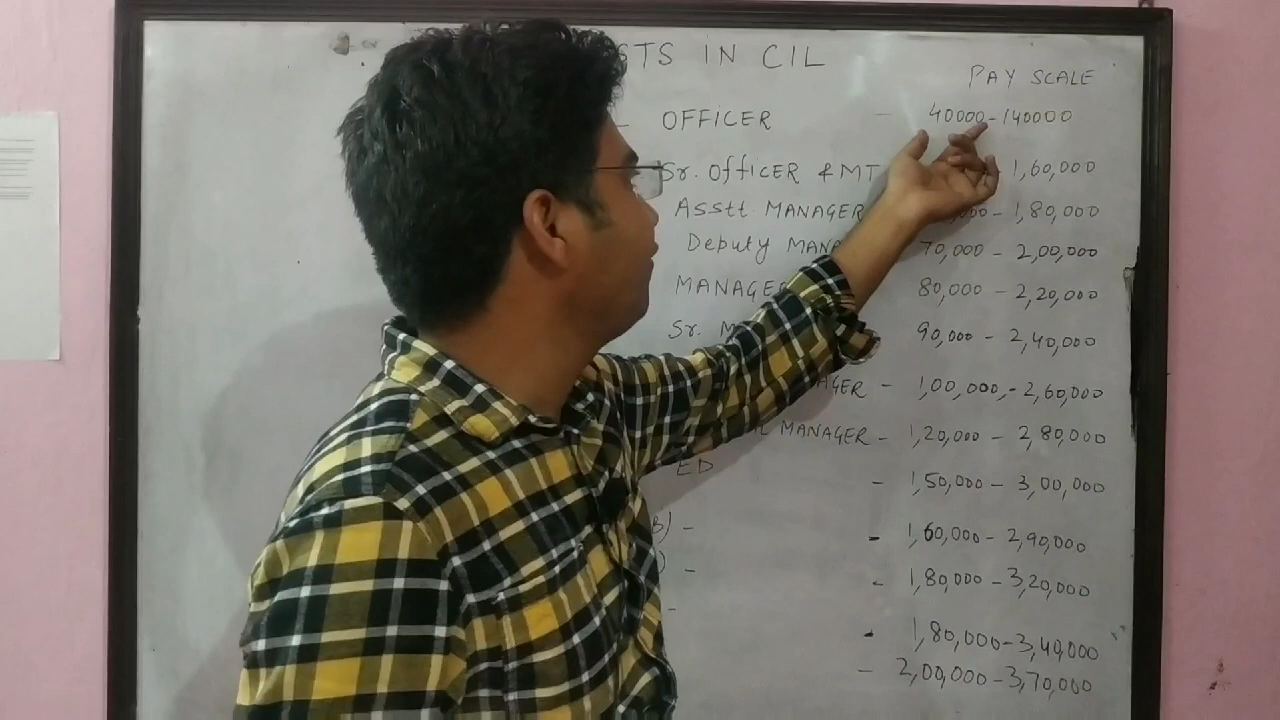 STS IN CIL
PAY SCALE
OFFICER - 40000-140000
Sr. OffICER & MT 1,60,000
Asstt MANAGER - 1,80,000
Deputy 70,000 - 2,00,000
MANAGER 80,000 - 2,20,000
Sr. 90,000 - 2,40,000
- 1,00,000,- 2,60,000
MANAGER - 1,20,000 - 2,80,000
ED - 1,50,000 - 3,00,000
B) - - 1,60,000 - 2,90,000
) - - 1,80,000 - 3,20,000
- - 1,80,000 - 3,40,000
- 2,00,000 - 3,70,000